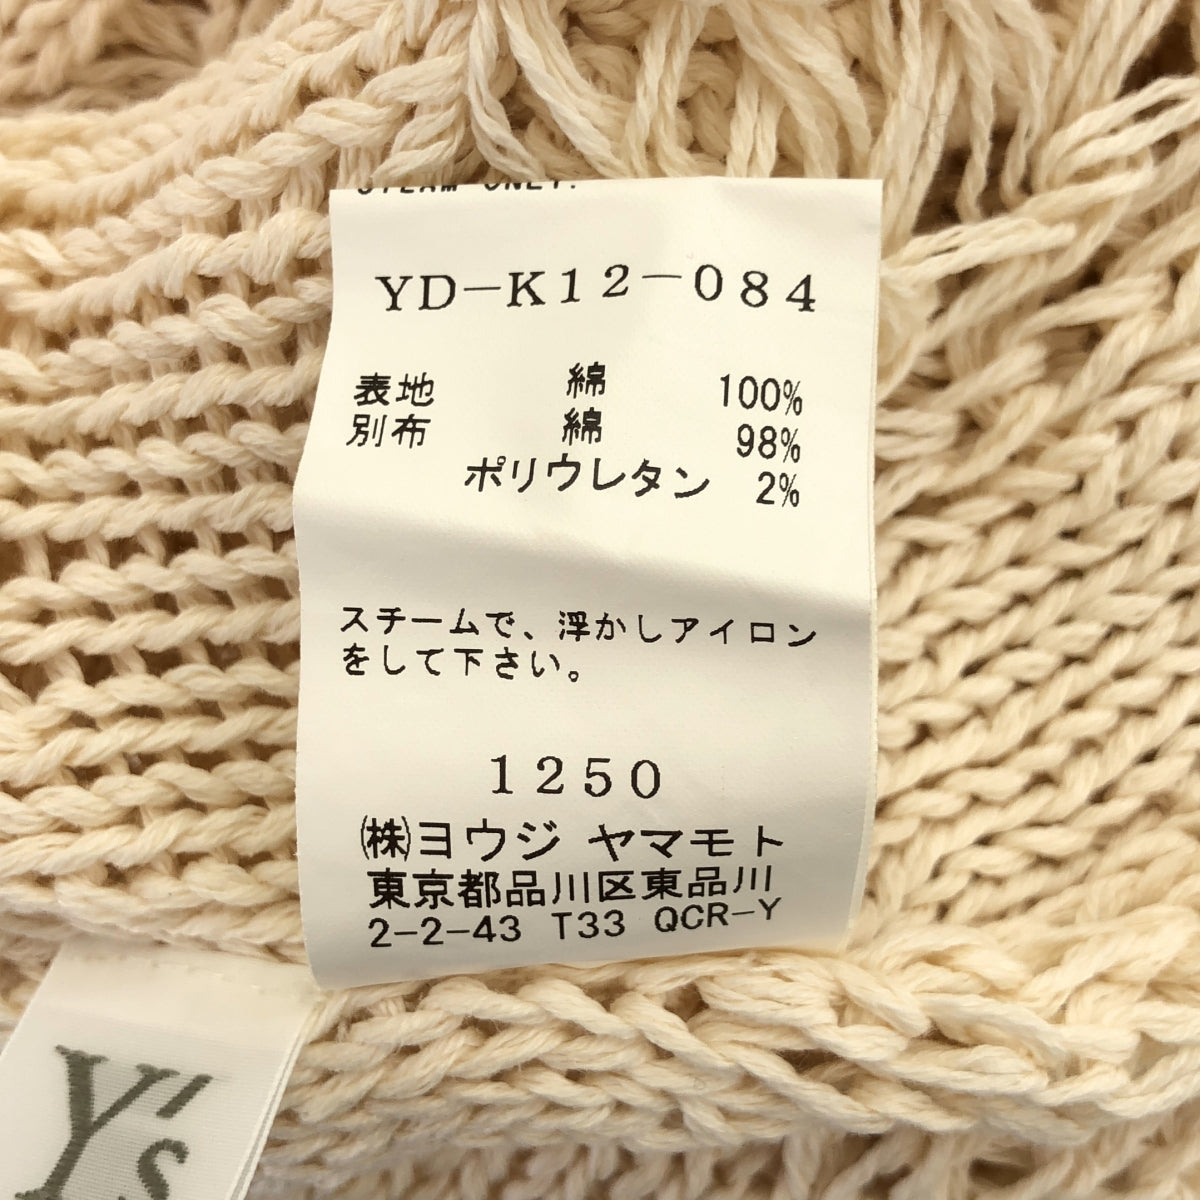 STEAM ONLY.
YD-K12-084
表地 綿 100%
別布 綿 98%
ポリウレタン 2%
スチームで、浮かしアイロン
をして下さい。
1250
㈱ヨウジ ヤマモト
東京都品川区東品川
2-2-43 T33 QCR-Y
Y's